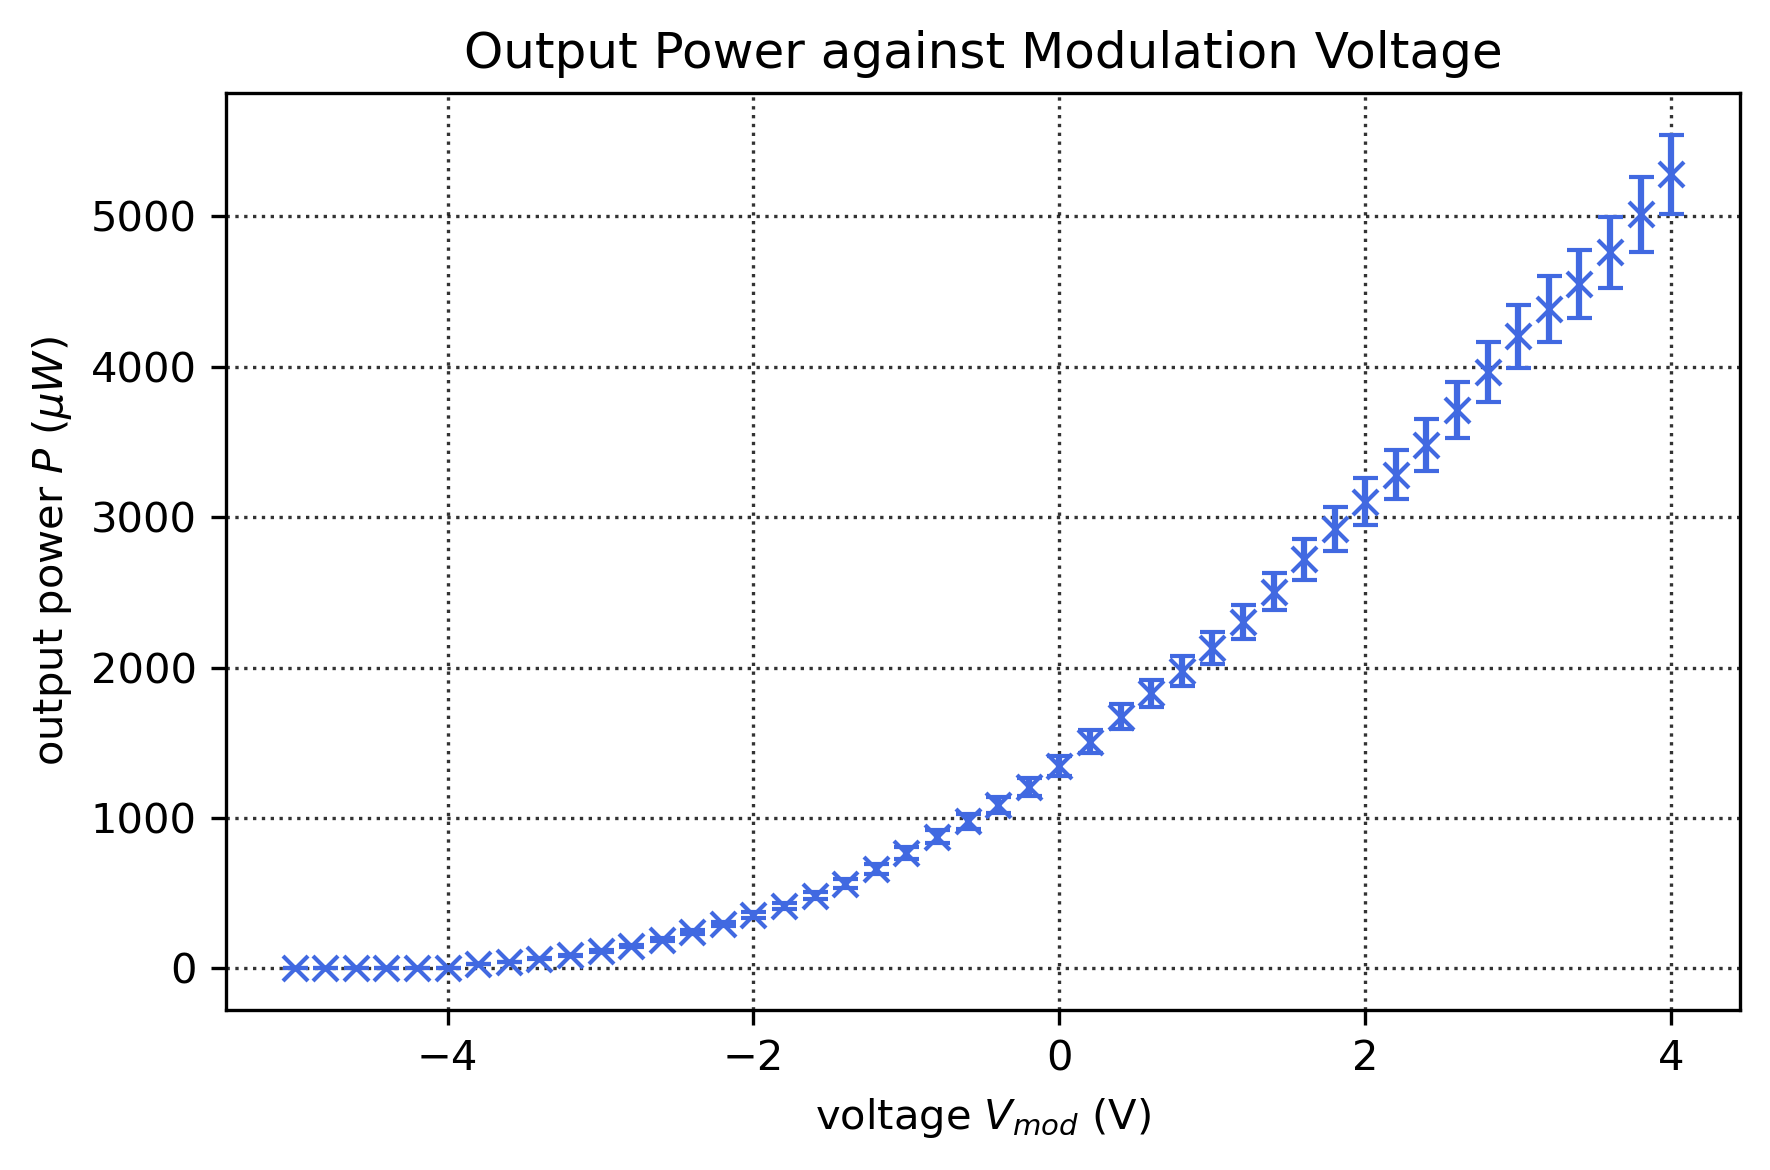 Output Power against Modulation Voltage
output power P (μW)
5000
4000
3000
2000
1000
0
−4 −2 0 2 4
voltage Vmod (V)